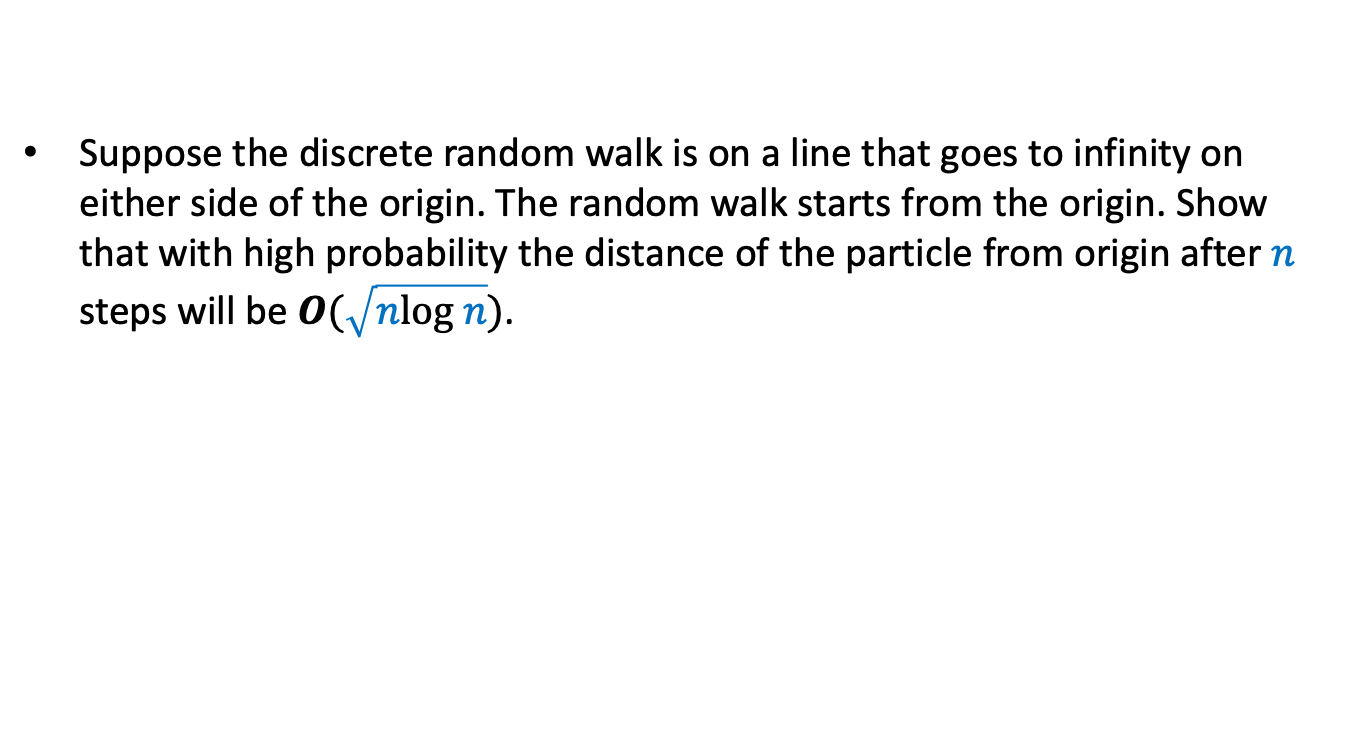 • Suppose the discrete random walk is on a line that goes to infinity on
either side of the origin. The random walk starts from the origin. Show
that with high probability the distance of the particle from origin after n
steps will be O(√nlog n).